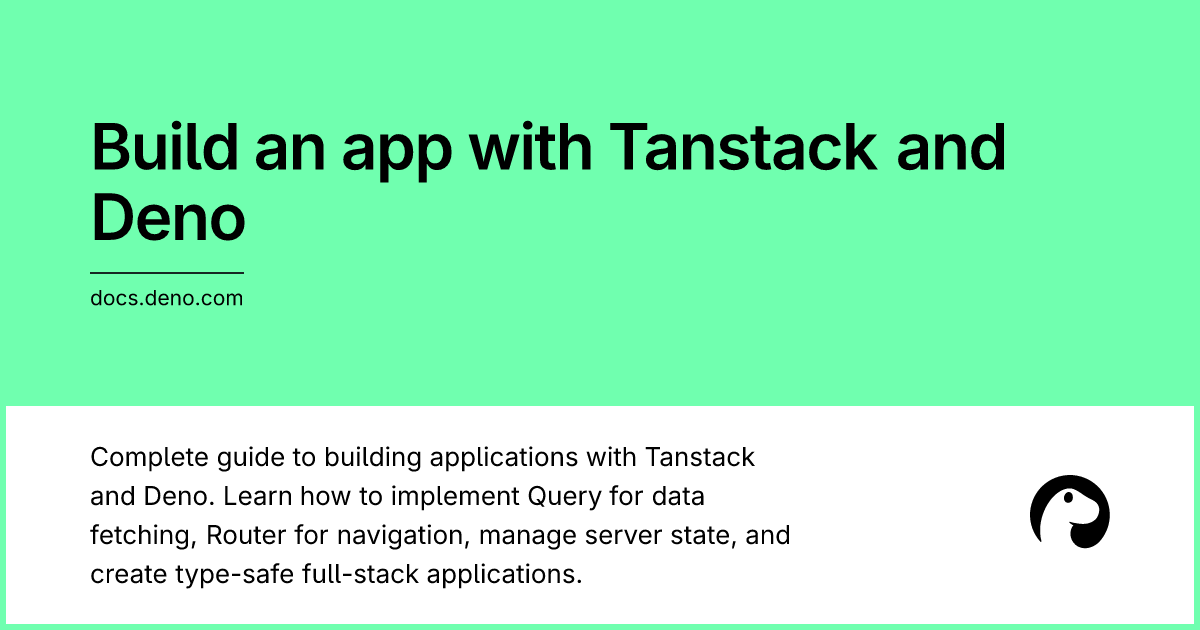 Build an app with Tanstack and
Deno
docs.deno.com
Complete guide to building applications with Tanstack
and Deno. Learn how to implement Query for data
fetching, Router for navigation, manage server state, and
create type-safe full-stack applications.